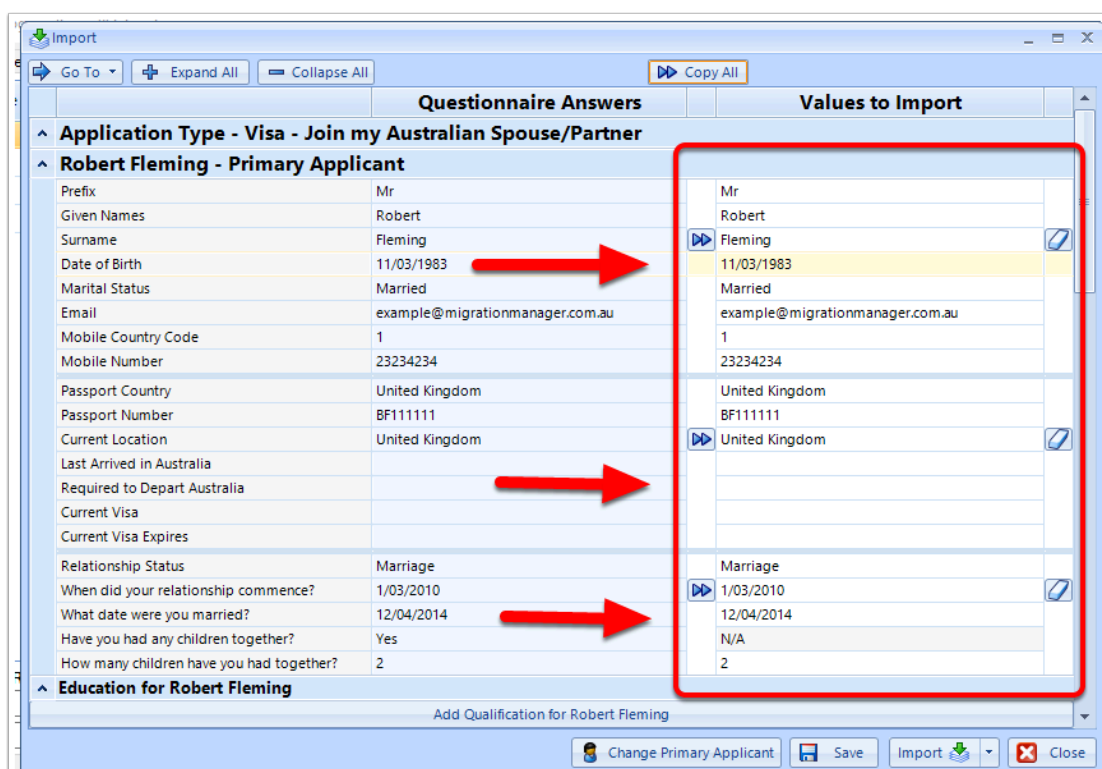 Import
Go To Expand All Collapse All Copy All
Questionnaire Answers Values to Import
Application Type - Visa - Join my Australian Spouse/Partner
Robert Fleming - Primary Applicant
Prefix Mr Mr
Given Names Robert Robert
Surname Fleming Fleming
Date of Birth 11/03/1983 11/03/1983
Marital Status Married Married
Email example@migrationmanager.com.au example@migrationmanager.com.au
Mobile Country Code 1 1
Mobile Number 23234234 23234234
Passport Country United Kingdom United Kingdom
Passport Number BF111111 BF111111
Current Location United Kingdom United Kingdom
Last Arrived in Australia
Required to Depart Australia
Current Visa
Current Visa Expires
Relationship Status Marriage Marriage
When did your relationship commence? 1/03/2010 1/03/2010
What date were you married? 12/04/2014 12/04/2014
Have you had any children together? Yes N/A
How many children have you had together? 2 2
Education for Robert Fleming
Add Qualification for Robert Fleming
Change Primary Applicant Save Import Close